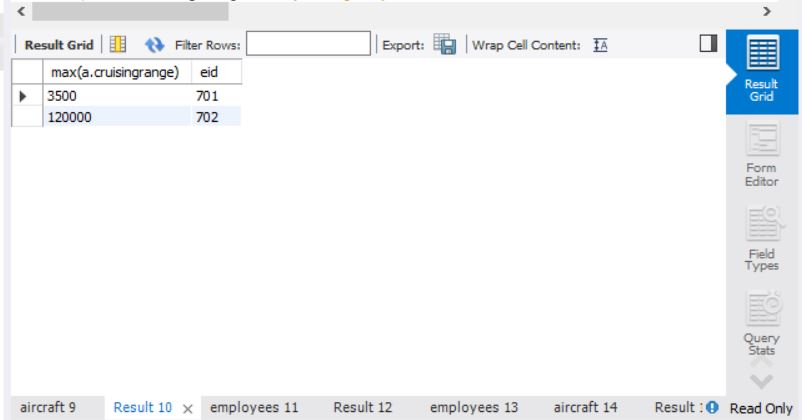 Result Grid Filter Rows: Export: Wrap Cell Content: IA
max(a.cruisingrange) eid
3500 701
120000 702
Result
Grid
Form
Editor
Field
Types
Query
Stats
aircraft 9 Result 10 × employees 11 Result 12 employees 13 aircraft 14 Result : Read Only